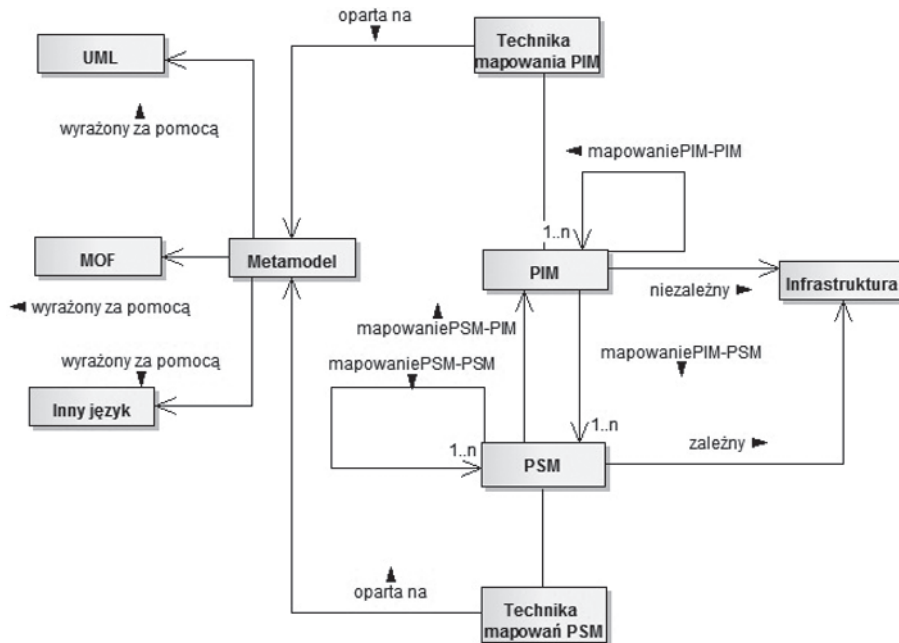 oparta na
Technika
mapowania PIM
UML
wyrażony za pomocą
mapowaniePIM-PIM
1..n
MOF
Metamodel
PIM
Infrastruktura
niezależny
wyrażony za pomocą
mapowaniePSM-PIM
mapowaniePIM-PSM
wyrażony za pomocą
mapowaniePSM-PSM
Inny język
1..n
1..n
PSM
zależny
oparta na
Technika
mapowań PSM